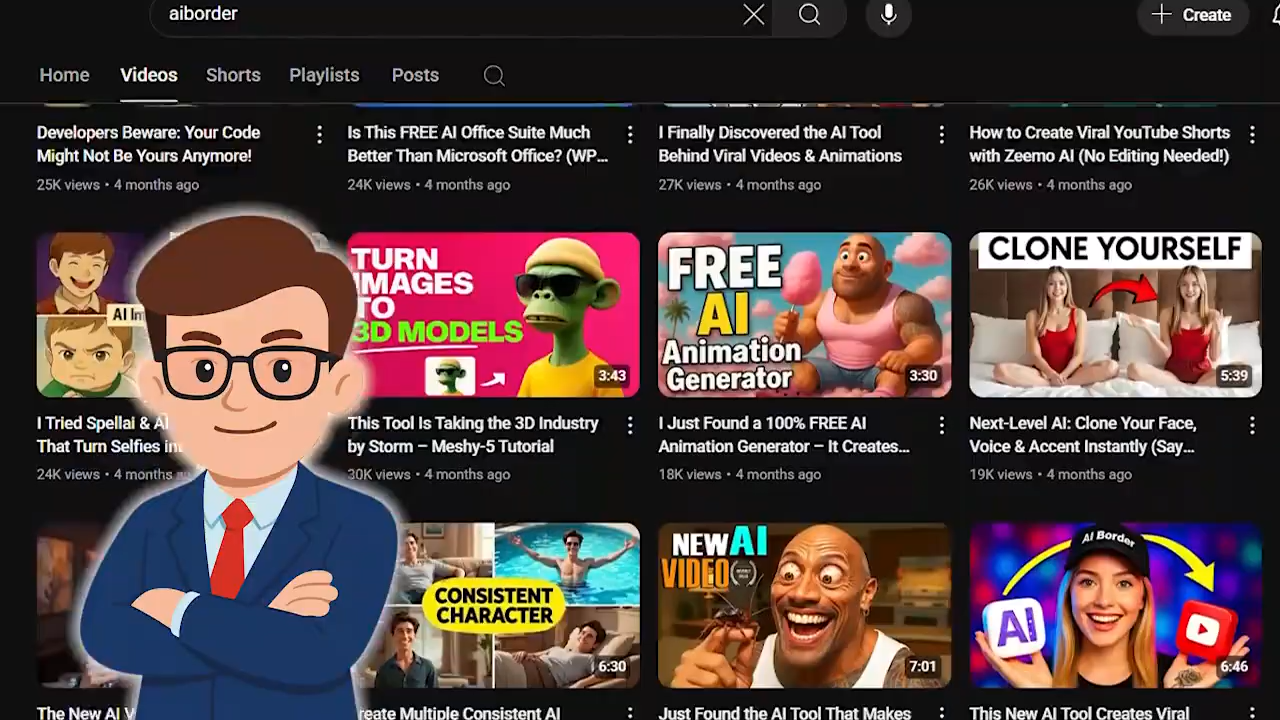 aiborder
Create
Home
Videos
Shorts
Playlists
Posts
Developers Beware: Your Code
Might Not Be Yours Anymore!
25K views • 4 months ago
Is This FREE AI Office Suite Much
Better Than Microsoft Office? (WP...
24K views • 4 months ago
I Finally Discovered the AI Tool
Behind Viral Videos & Animations
27K views • 4 months ago
How to Create Viral YouTube Shorts
with Zeemo AI (No Editing Needed!)
26K views • 4 months ago
AI Im
I Tried Spellai & AI
That Turn Selfies in
24K views • 4 months
TURN
IMAGES
TO
3D MODELS
3:43
This Tool Is Taking the 3D Industry
by Storm – Meshy-5 Tutorial
30K views • 4 months ago
FREE
AI
Animation
Generator
3:30
I Just Found a 100% FREE AI
Animation Generator – It Creates...
18K views • 4 months ago
CLONE YOURSELF
5:39
Next-Level AI: Clone Your Face,
Voice & Accent Instantly (Say...
19K views • 4 months ago
The New AI V
CONSISTENT
CHARACTER
6:30
reate Multiple Consistent AI
NEW AI
VIDEO
7:01
Just Found the AI Tool That Makes
AI Border
AI
6:46
This New AI Tool Creates Viral